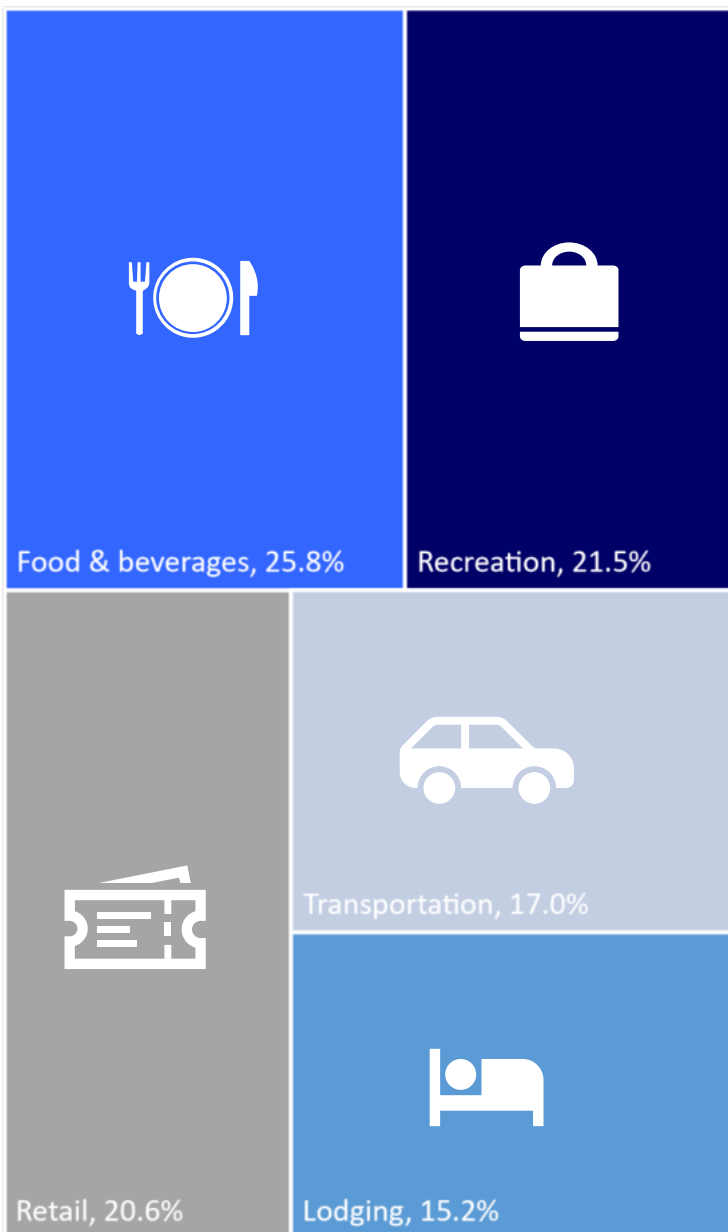 Food & beverages, 25.8%
Recreation, 21.5%
Transportation, 17.0%
Retail, 20.6%
Lodging, 15.2%